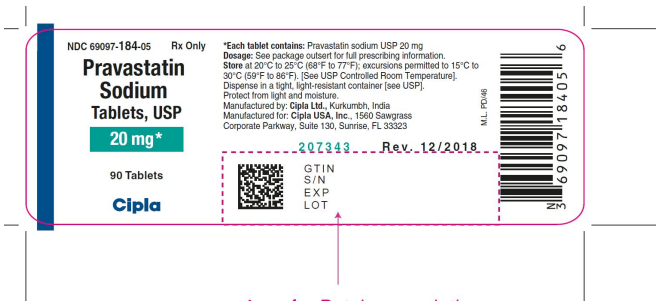 NDC 69097-184-05 Rx Only
Pravastatin
Sodium
Tablets, USP
20 mg*
90 Tablets
Cipla
*Each tablet contains: Pravastatin sodium USP 20 mg
Dosage: See package outsert for full prescribing information.
Store at 20°C to 25°C (68°F to 77°F); excursions permitted to 15°C to
30°C (59°F to 86°F). [See USP Controlled Room Temperature].
Dispense in a tight, light-resistant container [see USP].
Protect from light and moisture.
Manufactured by: Cipla Ltd., Kurkumbh, India
Manufactured for: Cipla USA, Inc., 1560 Sawgrass
Corporate Parkway, Suite 130, Sunrise, FL 33323
207343 Rev. 12/2018
GTIN
S/N
EXP
LOT
M.L. PD/46
N 3 69097 18405 6